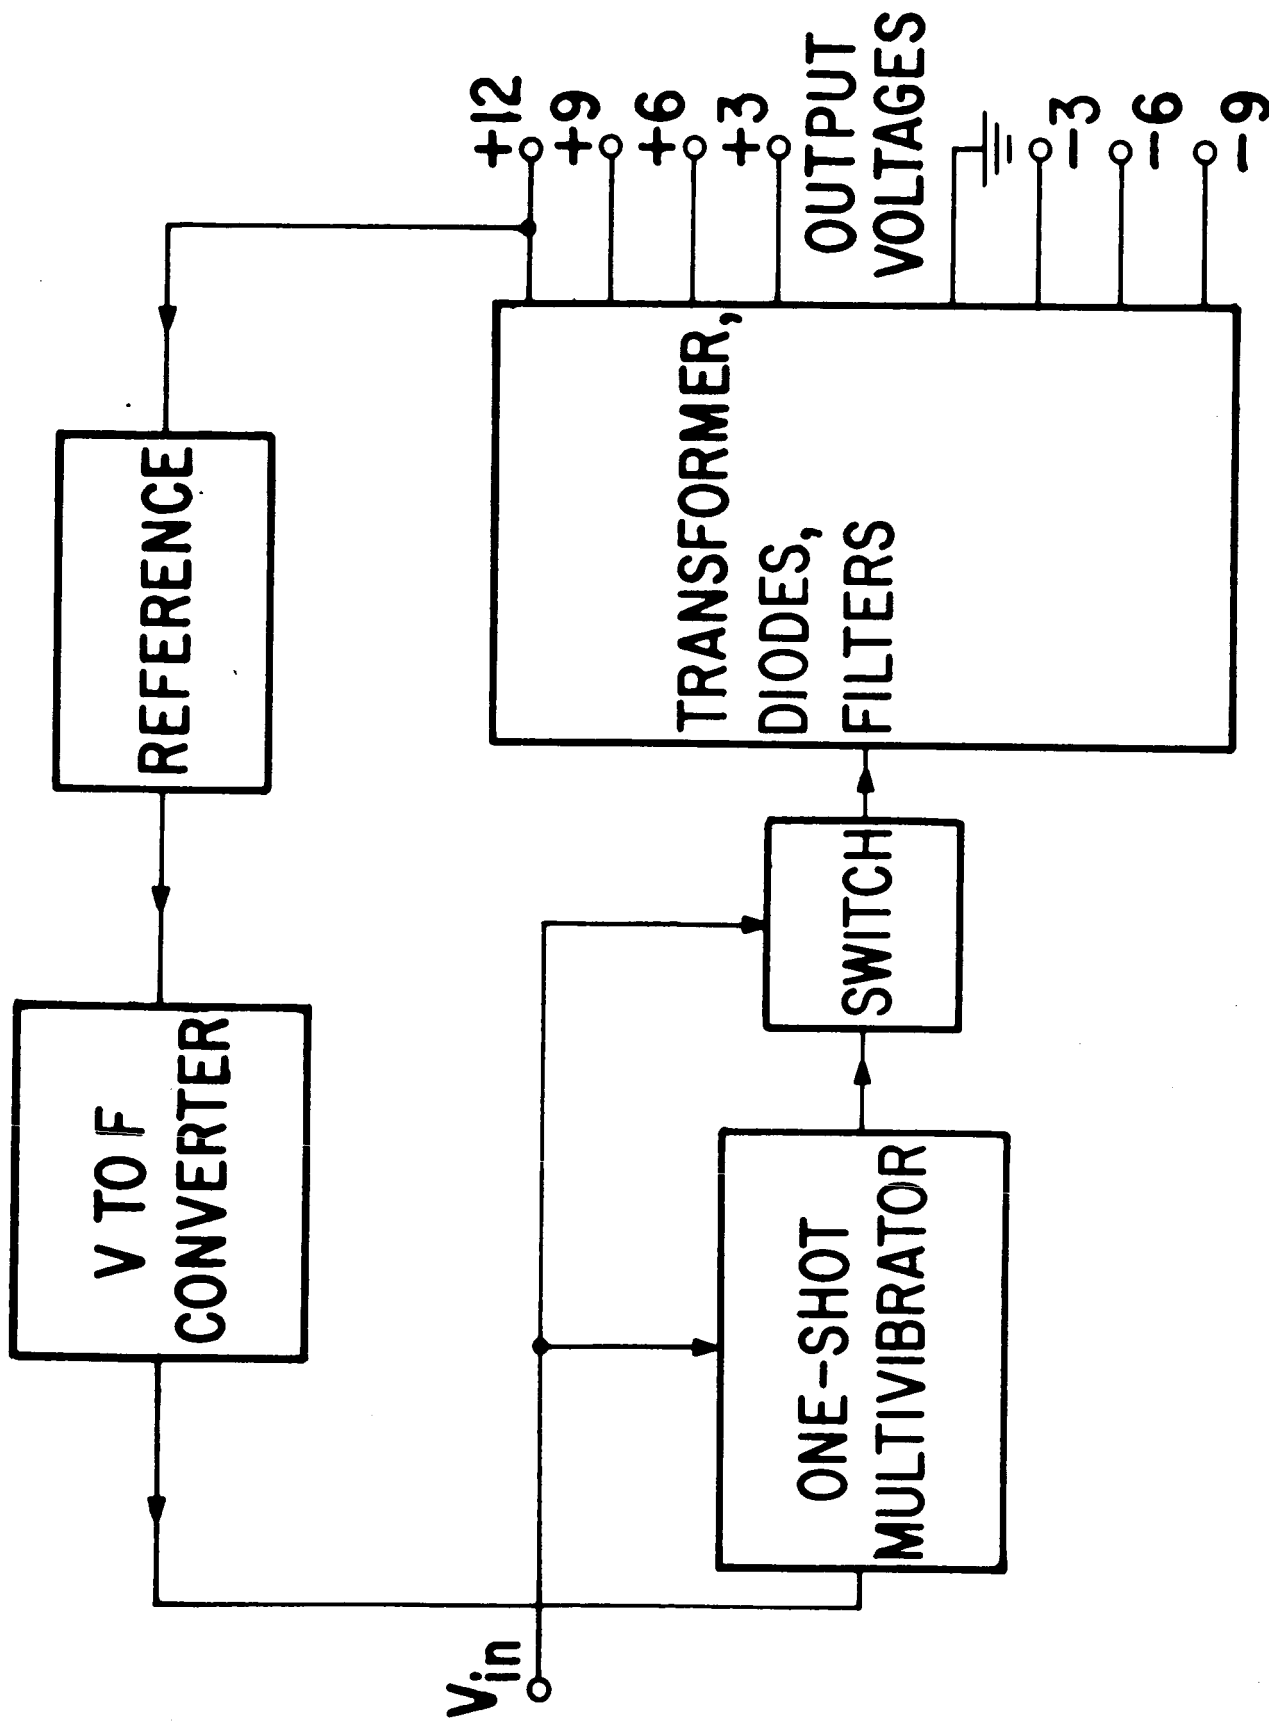 REFERENCE
V TO F
CONVERTER
V in
ONE-SHOT
MULTIVIBRATOR
SWITCH
TRANSFORMER,
DIODES,
FILTERS
+12
+9
+6
+3
OUTPUT
VOLTAGES
-3
-6
-9